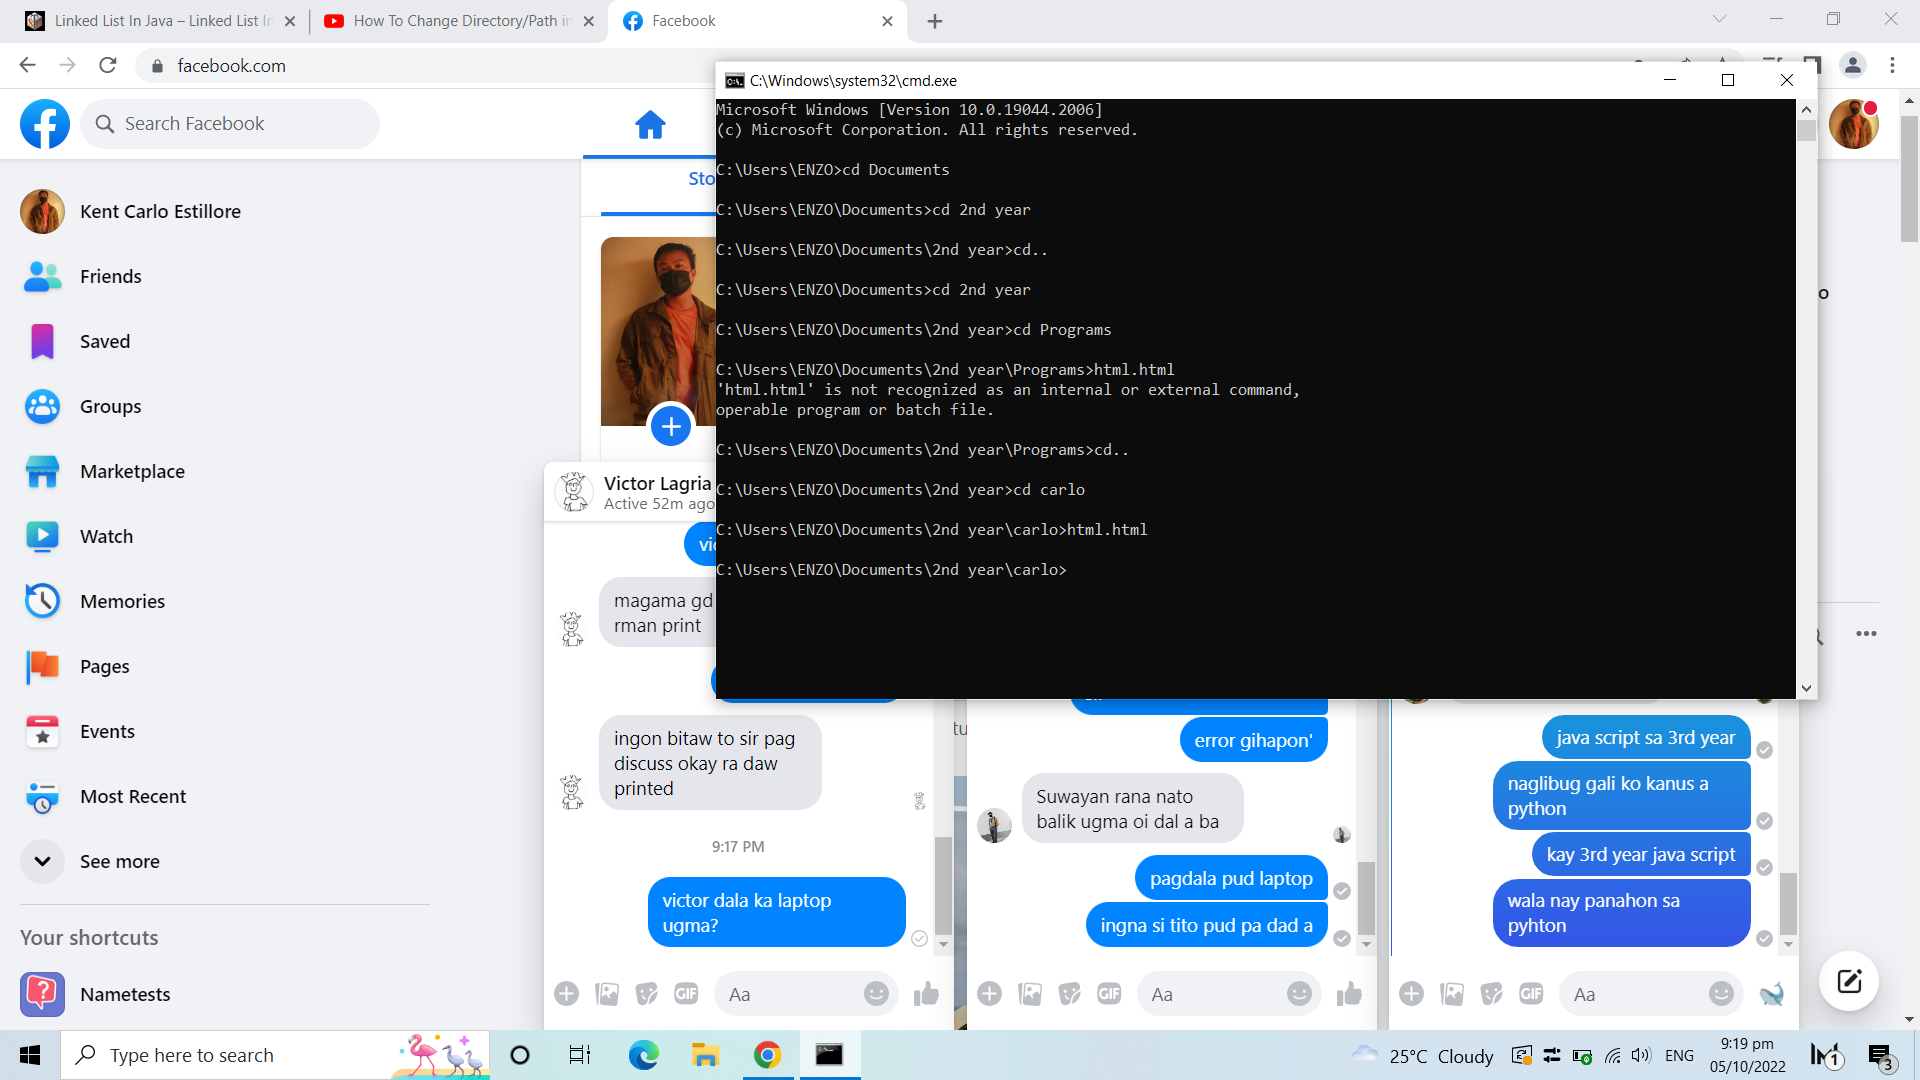 Linked List In Java – Linked List In
How To Change Directory/Path in
Facebook
facebook.com
Search Facebook
Kent Carlo Estillore
Friends
Saved
Groups
Marketplace
Watch
Memories
Pages
Events
Most Recent
See more
Your shortcuts
Nametests
Sto
C:\Windows\system32\cmd.exe
Microsoft Windows [Version 10.0.19044.2006]
(c) Microsoft Corporation. All rights reserved.
C:\Users\ENZO>cd Documents
C:\Users\ENZO\Documents>cd 2nd year
C:\Users\ENZO\Documents\2nd year>cd..
C:\Users\ENZO\Documents>cd 2nd year
C:\Users\ENZO\Documents\2nd year>cd Programs
C:\Users\ENZO\Documents\2nd year\Programs>html.html
'html.html' is not recognized as an internal or external command,
operable program or batch file.
C:\Users\ENZO\Documents\2nd year\Programs>cd..
C:\Users\ENZO\Documents\2nd year>cd carlo
C:\Users\ENZO\Documents\2nd year\carlo>html.html
C:\Users\ENZO\Documents\2nd year\carlo>
Victor Lagria
Active 52m ago
vic
magama gd
rman print
ingon bitaw to sir pag
discuss okay ra daw
printed
9:17 PM
victor dala ka laptop
ugma?
GIF
Aa
error gihapon'
Suwayan rana nato
balik ugma oi dal a ba
pagdala pud laptop
ingna si tito pud pa dad a
GIF
Aa
java script sa 3rd year
naglibug gali ko kanus a
python
kay 3rd year java script
wala nay panahon sa
pyhton
GIF
Aa
Type here to search
25°C Cloudy
ENG
9:19 pm
05/10/2022
1
3